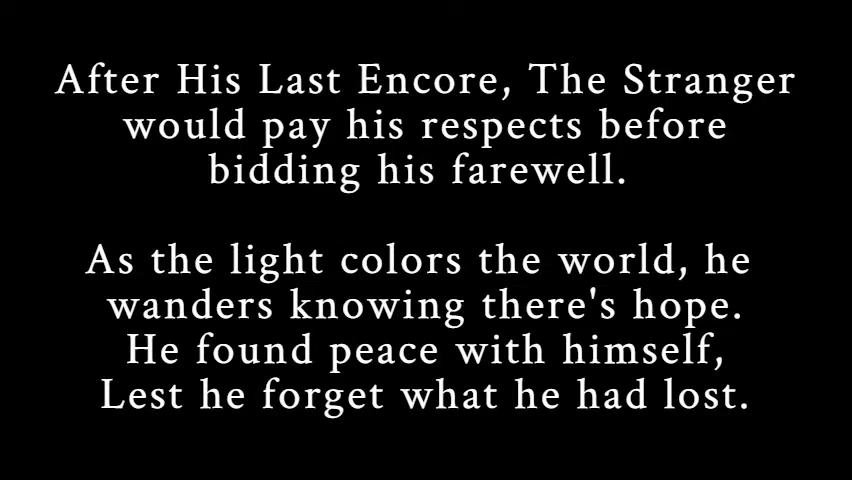 After His Last Encore, The Stranger
would pay his respects before
bidding his farewell.
As the light colors the world, he
wanders knowing there's hope.
He found peace with himself,
Lest he forget what he had lost.